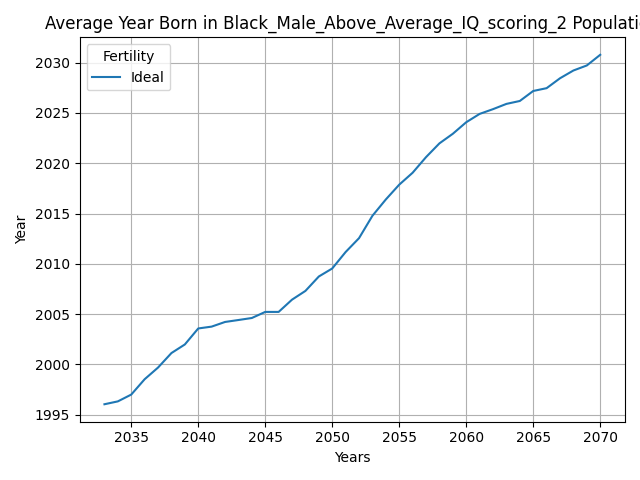 Average Year Born in Black_Male_Above_Average_IQ_scoring_2 Populatio
Fertility
Ideal
Year
2030
2025
2020
2015
2010
2005
2000
1995
2035 2040 2045 2050 2055 2060 2065 2070
Years